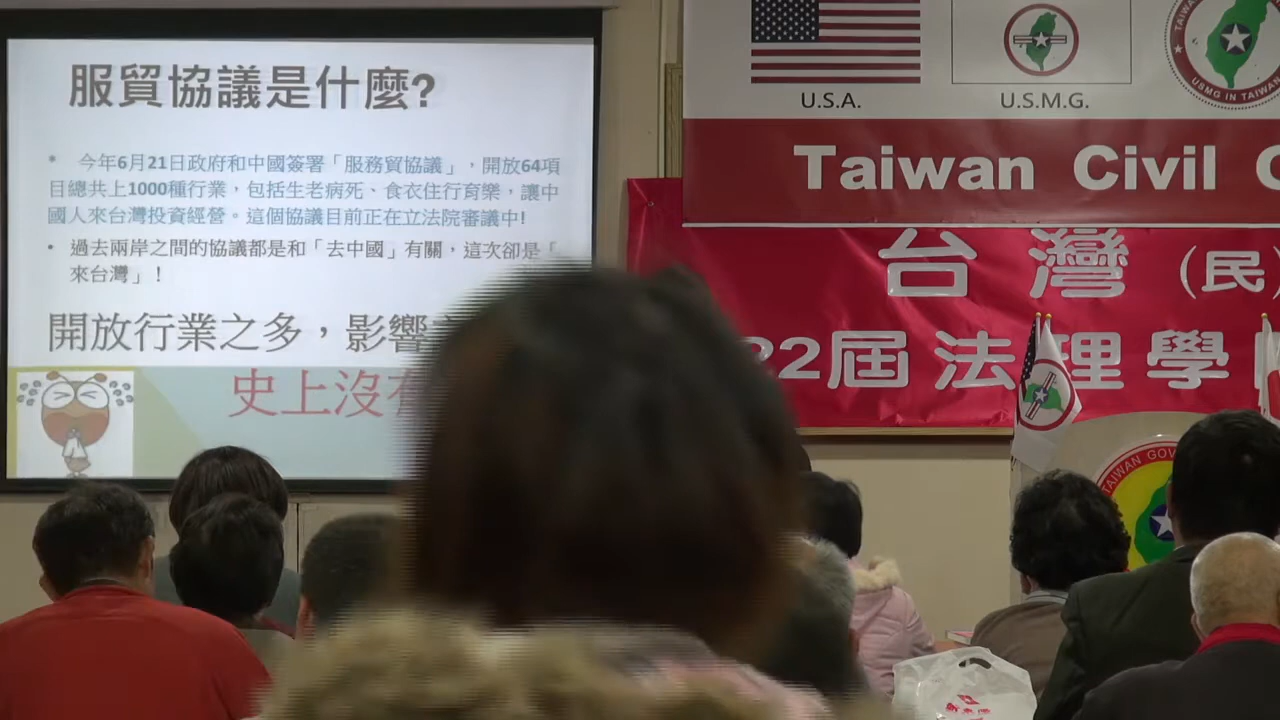 服貿協議是什麼?
• 今年6月21日政府和中國簽署「服務貿協議」，開放64項
目總共上1000種行業，包括生老病死、食衣住行育樂，讓中
國人來台灣投資經營。這個協議目前正在立法院審議中!
• 過去兩岸之間的協議都是和「去中國」有關，這次卻是「
來台灣」！
開放行業之多，影響
史上沒有
U.S.A.
U.S.M.G.
USMG IN TAIWAN
Taiwan Civil
台灣（民）
22屆法理學
TAIWAN GOV